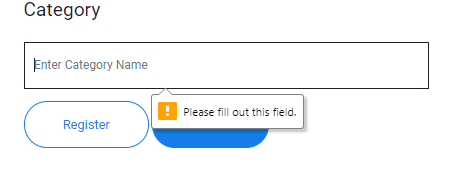 Category
Enter Category Name
Please fill out this field.
Register